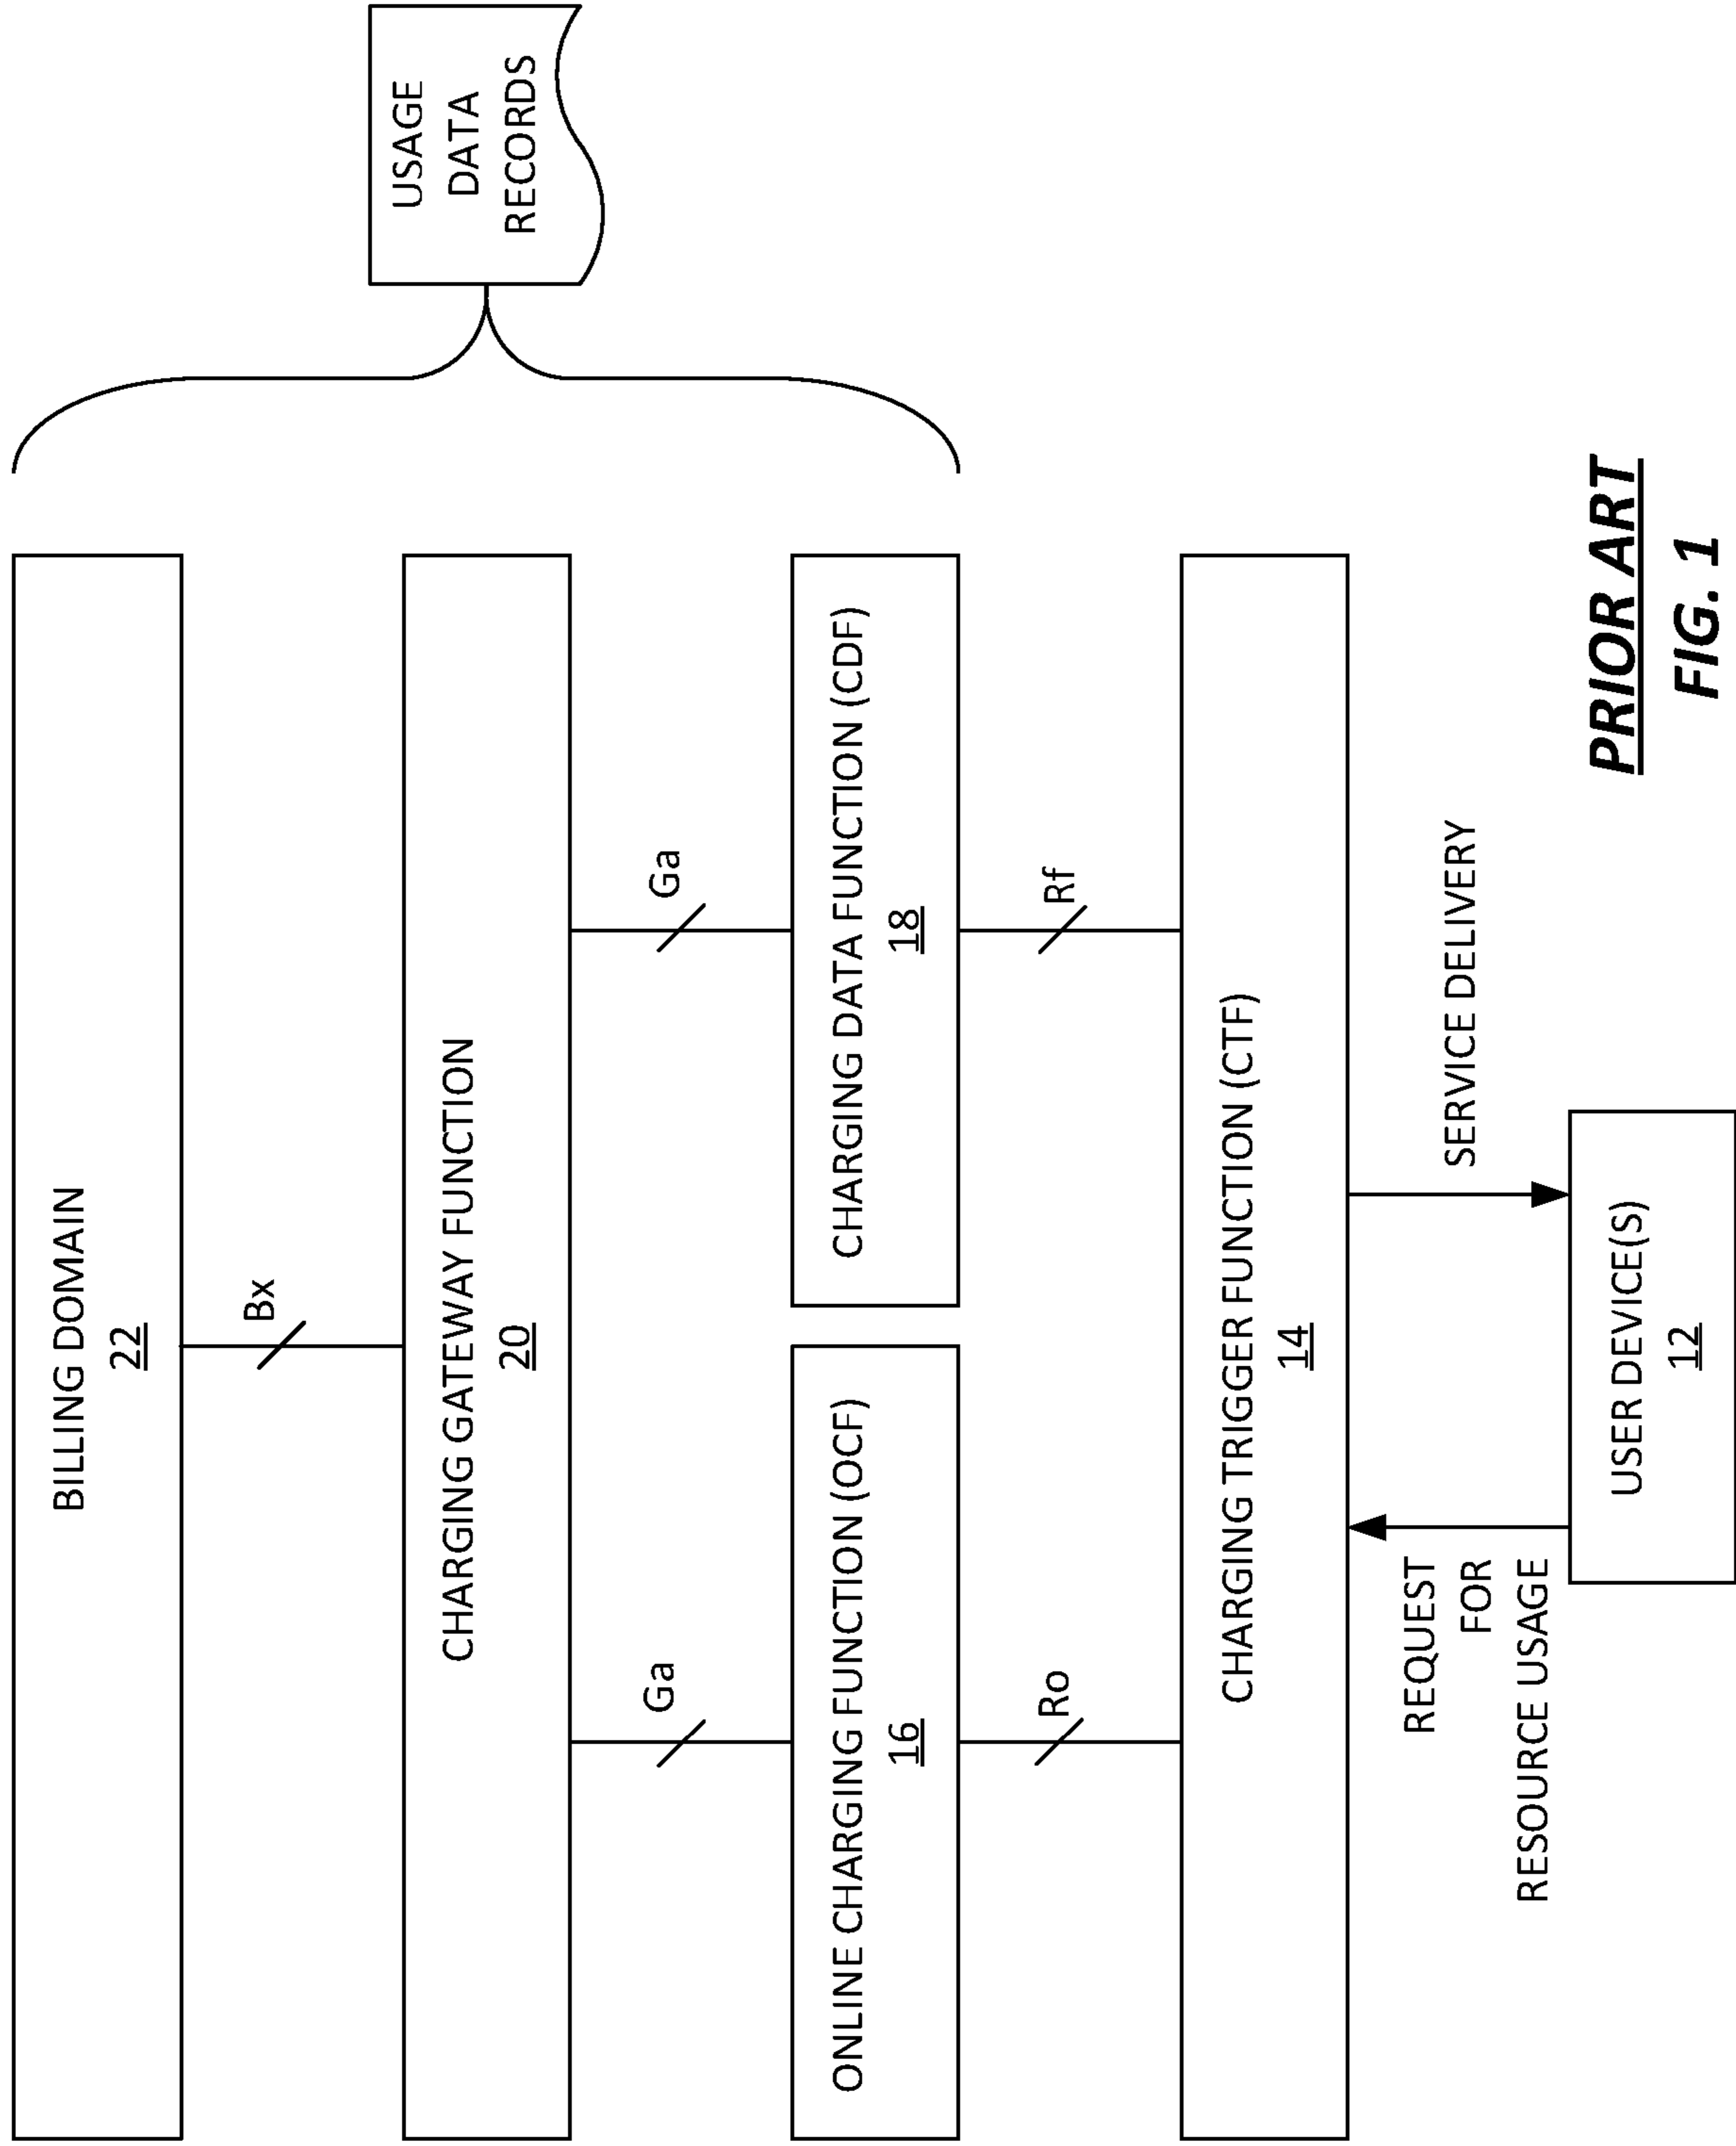 BILLING DOMAIN
22
Bx
USAGE
DATA
RECORDS
CHARGING GATEWAY FUNCTION
20
Ga
Ga
ONLINE CHARGING FUNCTION (OCF)
16
CHARGING DATA FUNCTION (CDF)
18
Ro
Rf
CHARGING TRIGGER FUNCTION (CTF)
14
REQUEST
FOR
RESOURCE USAGE
SERVICE DELIVERY
USER DEVICE(S)
12
PRIOR ART
FIG. 1